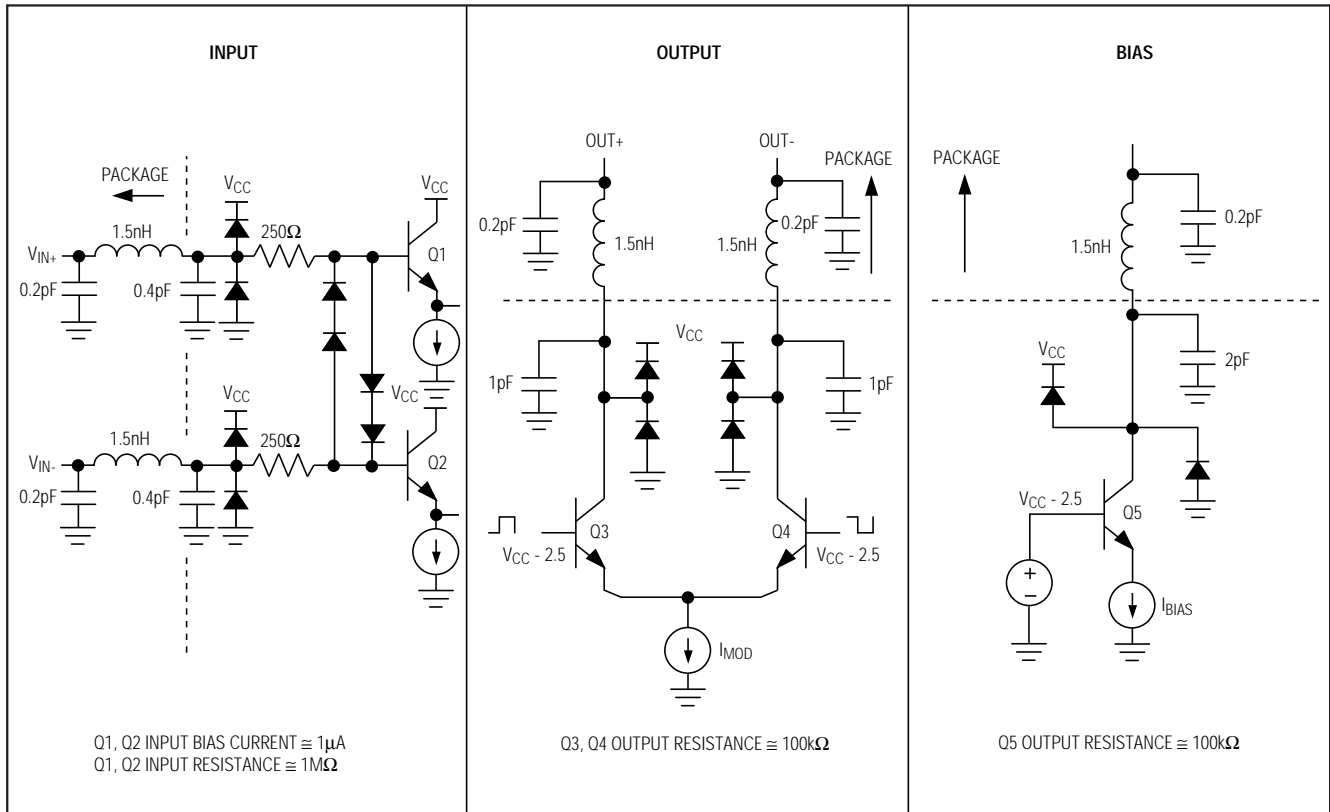 INPUT
PACKAGE
VCC
VCC
1.5nH
250Ω
VIN+
Q1
0.2pF
0.4pF
VCC
VCC
1.5nH
250Ω
VIN-
Q2
0.2pF
0.4pF
Q1, Q2 INPUT BIAS CURRENT ≅ 1μA
Q1, Q2 INPUT RESISTANCE ≅ 1MΩ
OUTPUT
OUT+
OUT-
PACKAGE
0.2pF
0.2pF
1.5nH
1.5nH
VCC
1pF
1pF
Q3
Q4
VCC - 2.5
VCC - 2.5
IMOD
Q3, Q4 OUTPUT RESISTANCE ≅ 100kΩ
BIAS
PACKAGE
0.2pF
1.5nH
VCC
2pF
VCC - 2.5
Q5
+
−
IBIAS
Q5 OUTPUT RESISTANCE ≅ 100kΩ